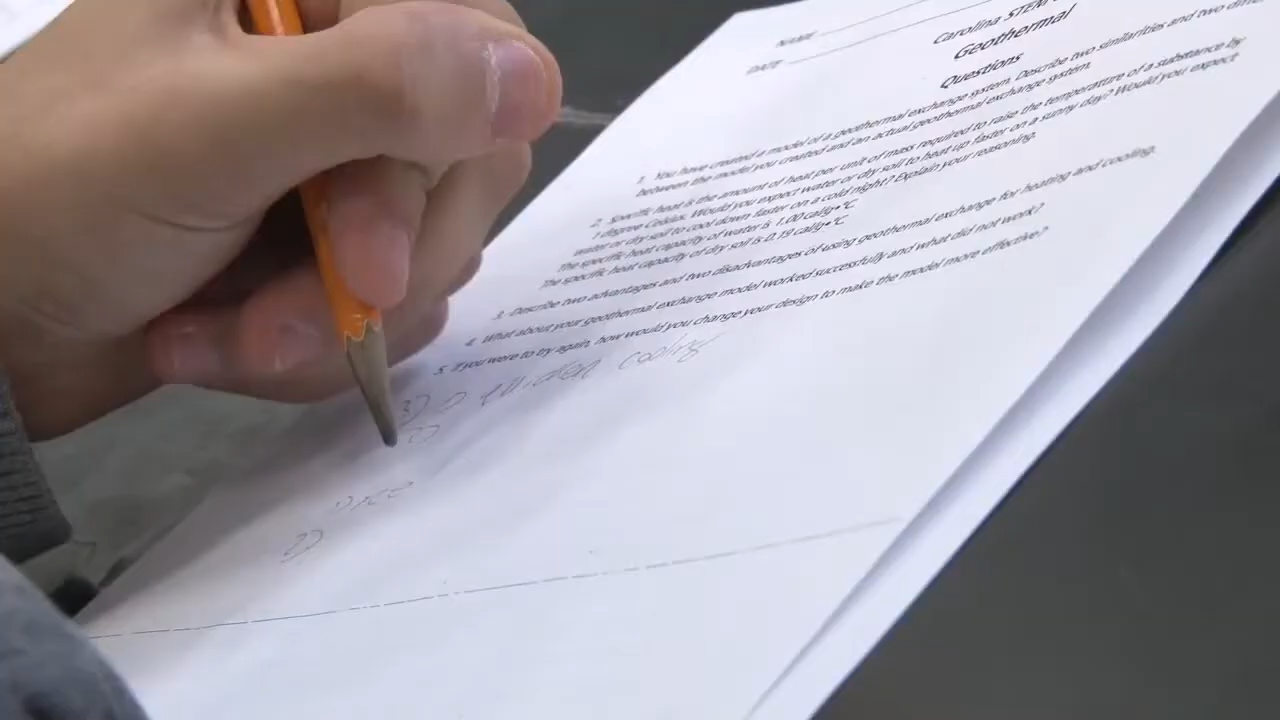 NAME
Carolina STEM
DATE
Geothermal
Questions
1. You have created a model of a geothermal exchange system. Describe two similarities and two
between the model you created and an actual geothermal exchange system.
2. Specific heat is the amount of heat per unit of mass required to raise the temperature of a substance by
1 degree Celsius. Would you expect water or dry soil to heat up faster on a sunny day? Would you expect
water or dry soil to cool down faster on a cold night? Explain your reasoning.
The specific heat capacity of water is 1.00 cal/g•°C
The specific heat capacity of dry soil is 0.19 cal/g•°C
3. Describe two advantages and two disadvantages of using geothermal exchange for heating and cooling.
4. What about your geothermal exchange model worked successfully and what did not work?
5. If you were to try again, how would you change your design to make the model more effective?
3) cooling
2)